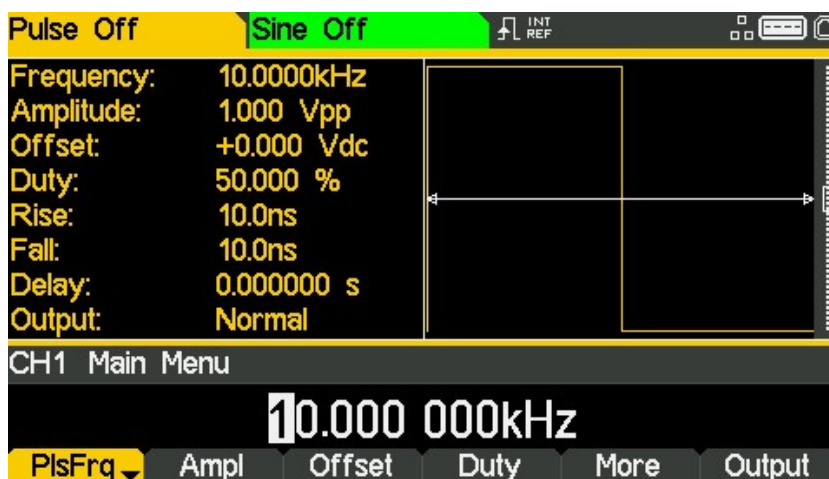 Pulse Off Sine Off INT REF
Frequency: 10.0000kHz
Amplitude: 1.000 Vpp
Offset: +0.000 Vdc
Duty: 50.000 %
Rise: 10.0ns
Fall: 10.0ns
Delay: 0.000000 s
Output: Normal
CH1 Main Menu
10.000 000kHz
PlsFrq Ampl Offset Duty More Output